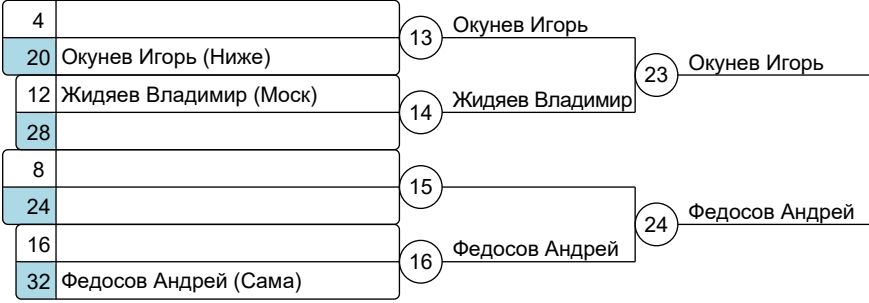 4
20 Окунев Игорь (Ниже)
12 Жидяев Владимир (Моск)
28
8
24
16
32 Федосов Андрей (Сама)
13
14
15
16
Окунев Игорь
Жидяев Владимир
Федосов Андрей
23
24
Окунев Игорь
Федосов Андрей